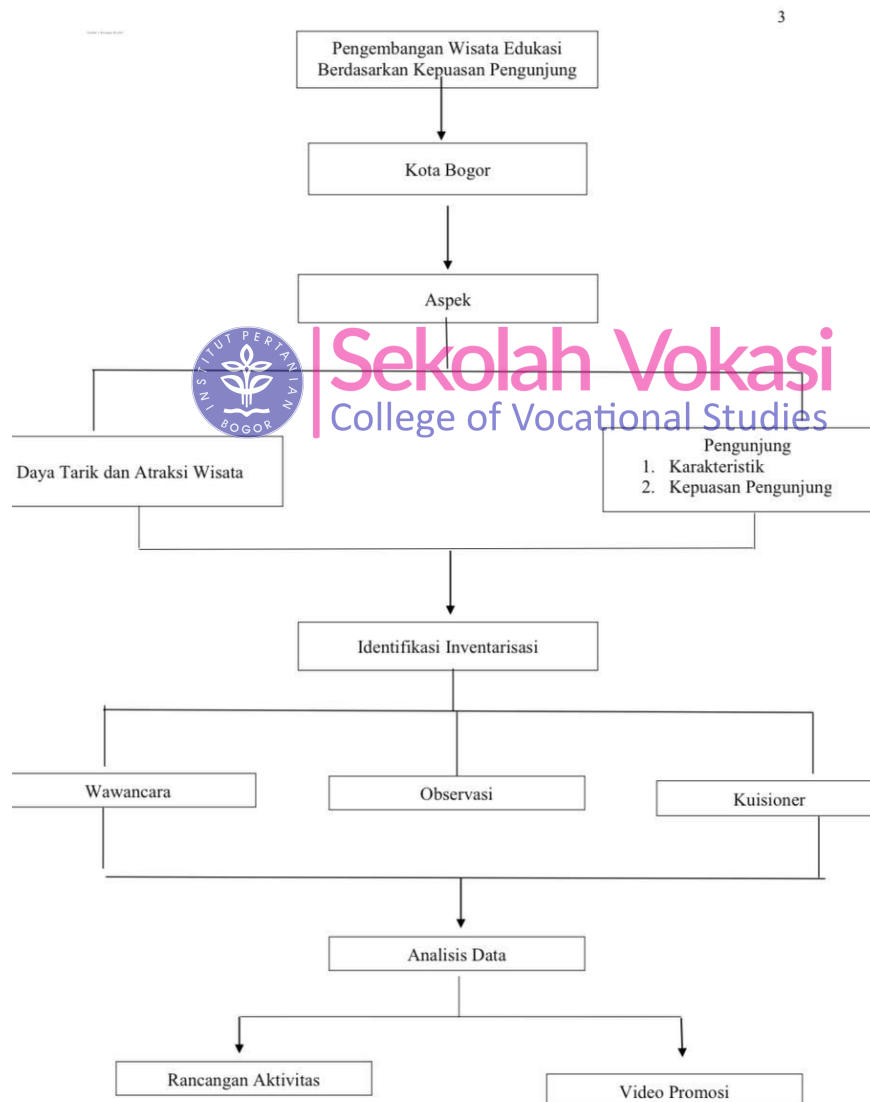 3
Pengembangan Wisata Edukasi
Berdasarkan Kepuasan Pengunjung
Kota Bogor
Aspek
INSTITUT PERTANIAN
BOGOR
Sekolah Vokasi
College of Vocational Studies
Daya Tarik dan Atraksi Wisata
Pengunjung
1. Karakteristik
2. Kepuasan Pengunjung
Identifikasi Inventarisasi
Wawancara
Observasi
Kuisioner
Analisis Data
Rancangan Aktivitas
Video Promosi